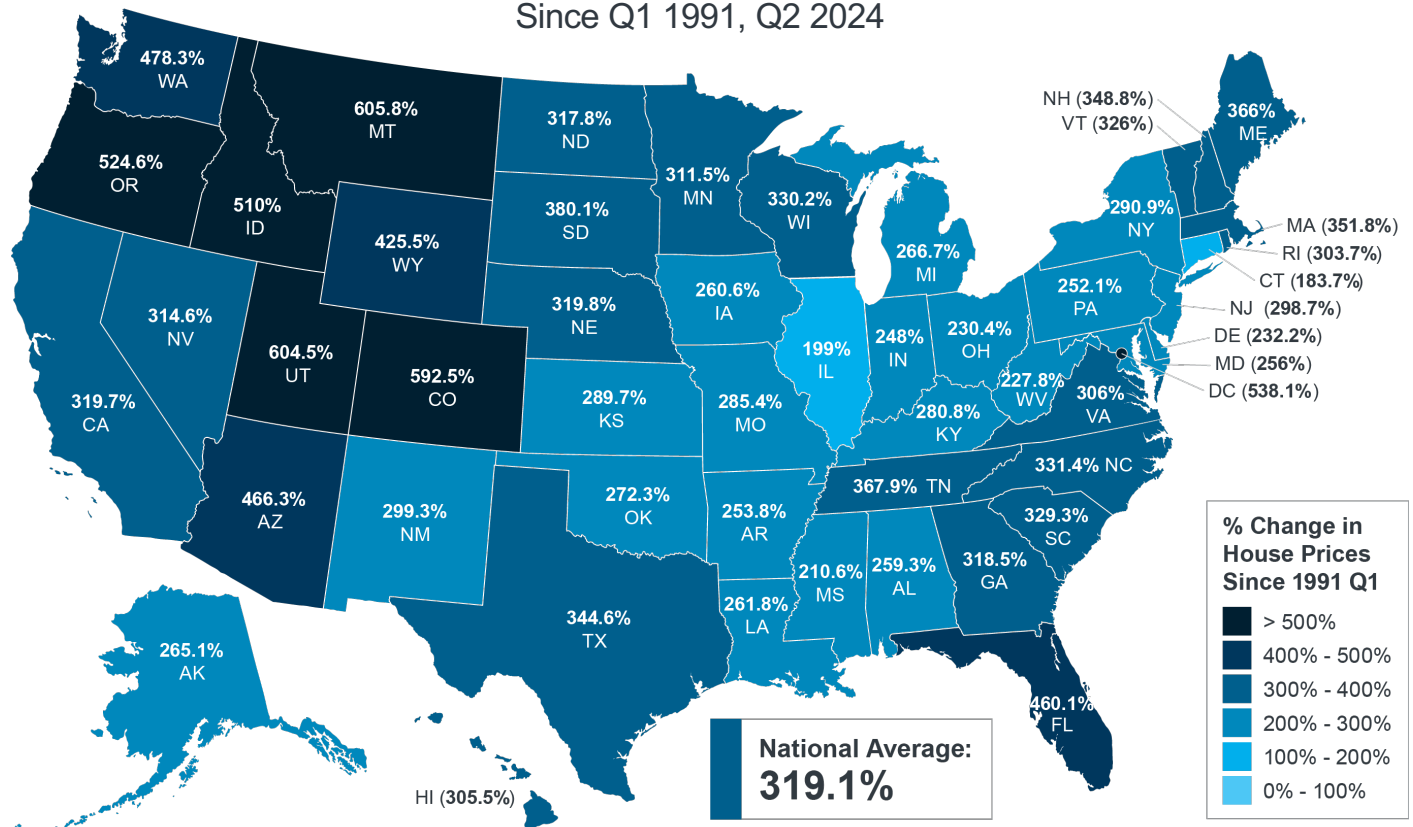 Since Q1 1991, Q2 2024
478.3%
WA
605.8%
MT
317.8%
ND
311.5%
MN
330.2%
WI
NH (348.8%)
VT (326%)
366%
ME
524.6%
OR
510%
ID
425.5%
WY
380.1%
SD
266.7%
MI
290.9%
NY
MA (351.8%)
RI (303.7%)
CT (183.7%)
NJ (298.7%)
DE (232.2%)
MD (256%)
DC (538.1%)
314.6%
NV
319.7%
CA
604.5%
UT
592.5%
CO
319.8%
NE
260.6%
IA
199%
IL
248%
IN
230.4%
OH
252.1%
PA
227.8%
WV
306%
VA
289.7%
KS
285.4%
MO
280.8%
KY
331.4% NC
367.9% TN
466.3%
AZ
299.3%
NM
272.3%
OK
253.8%
AR
329.3%
SC
210.6%
MS
259.3%
AL
318.5%
GA
344.6%
TX
261.8%
LA
460.1%
FL
265.1%
AK
HI (305.5%)
National Average:
319.1%
% Change in
House Prices
Since 1991 Q1
> 500%
400% - 500%
300% - 400%
200% - 300%
100% - 200%
0% - 100%